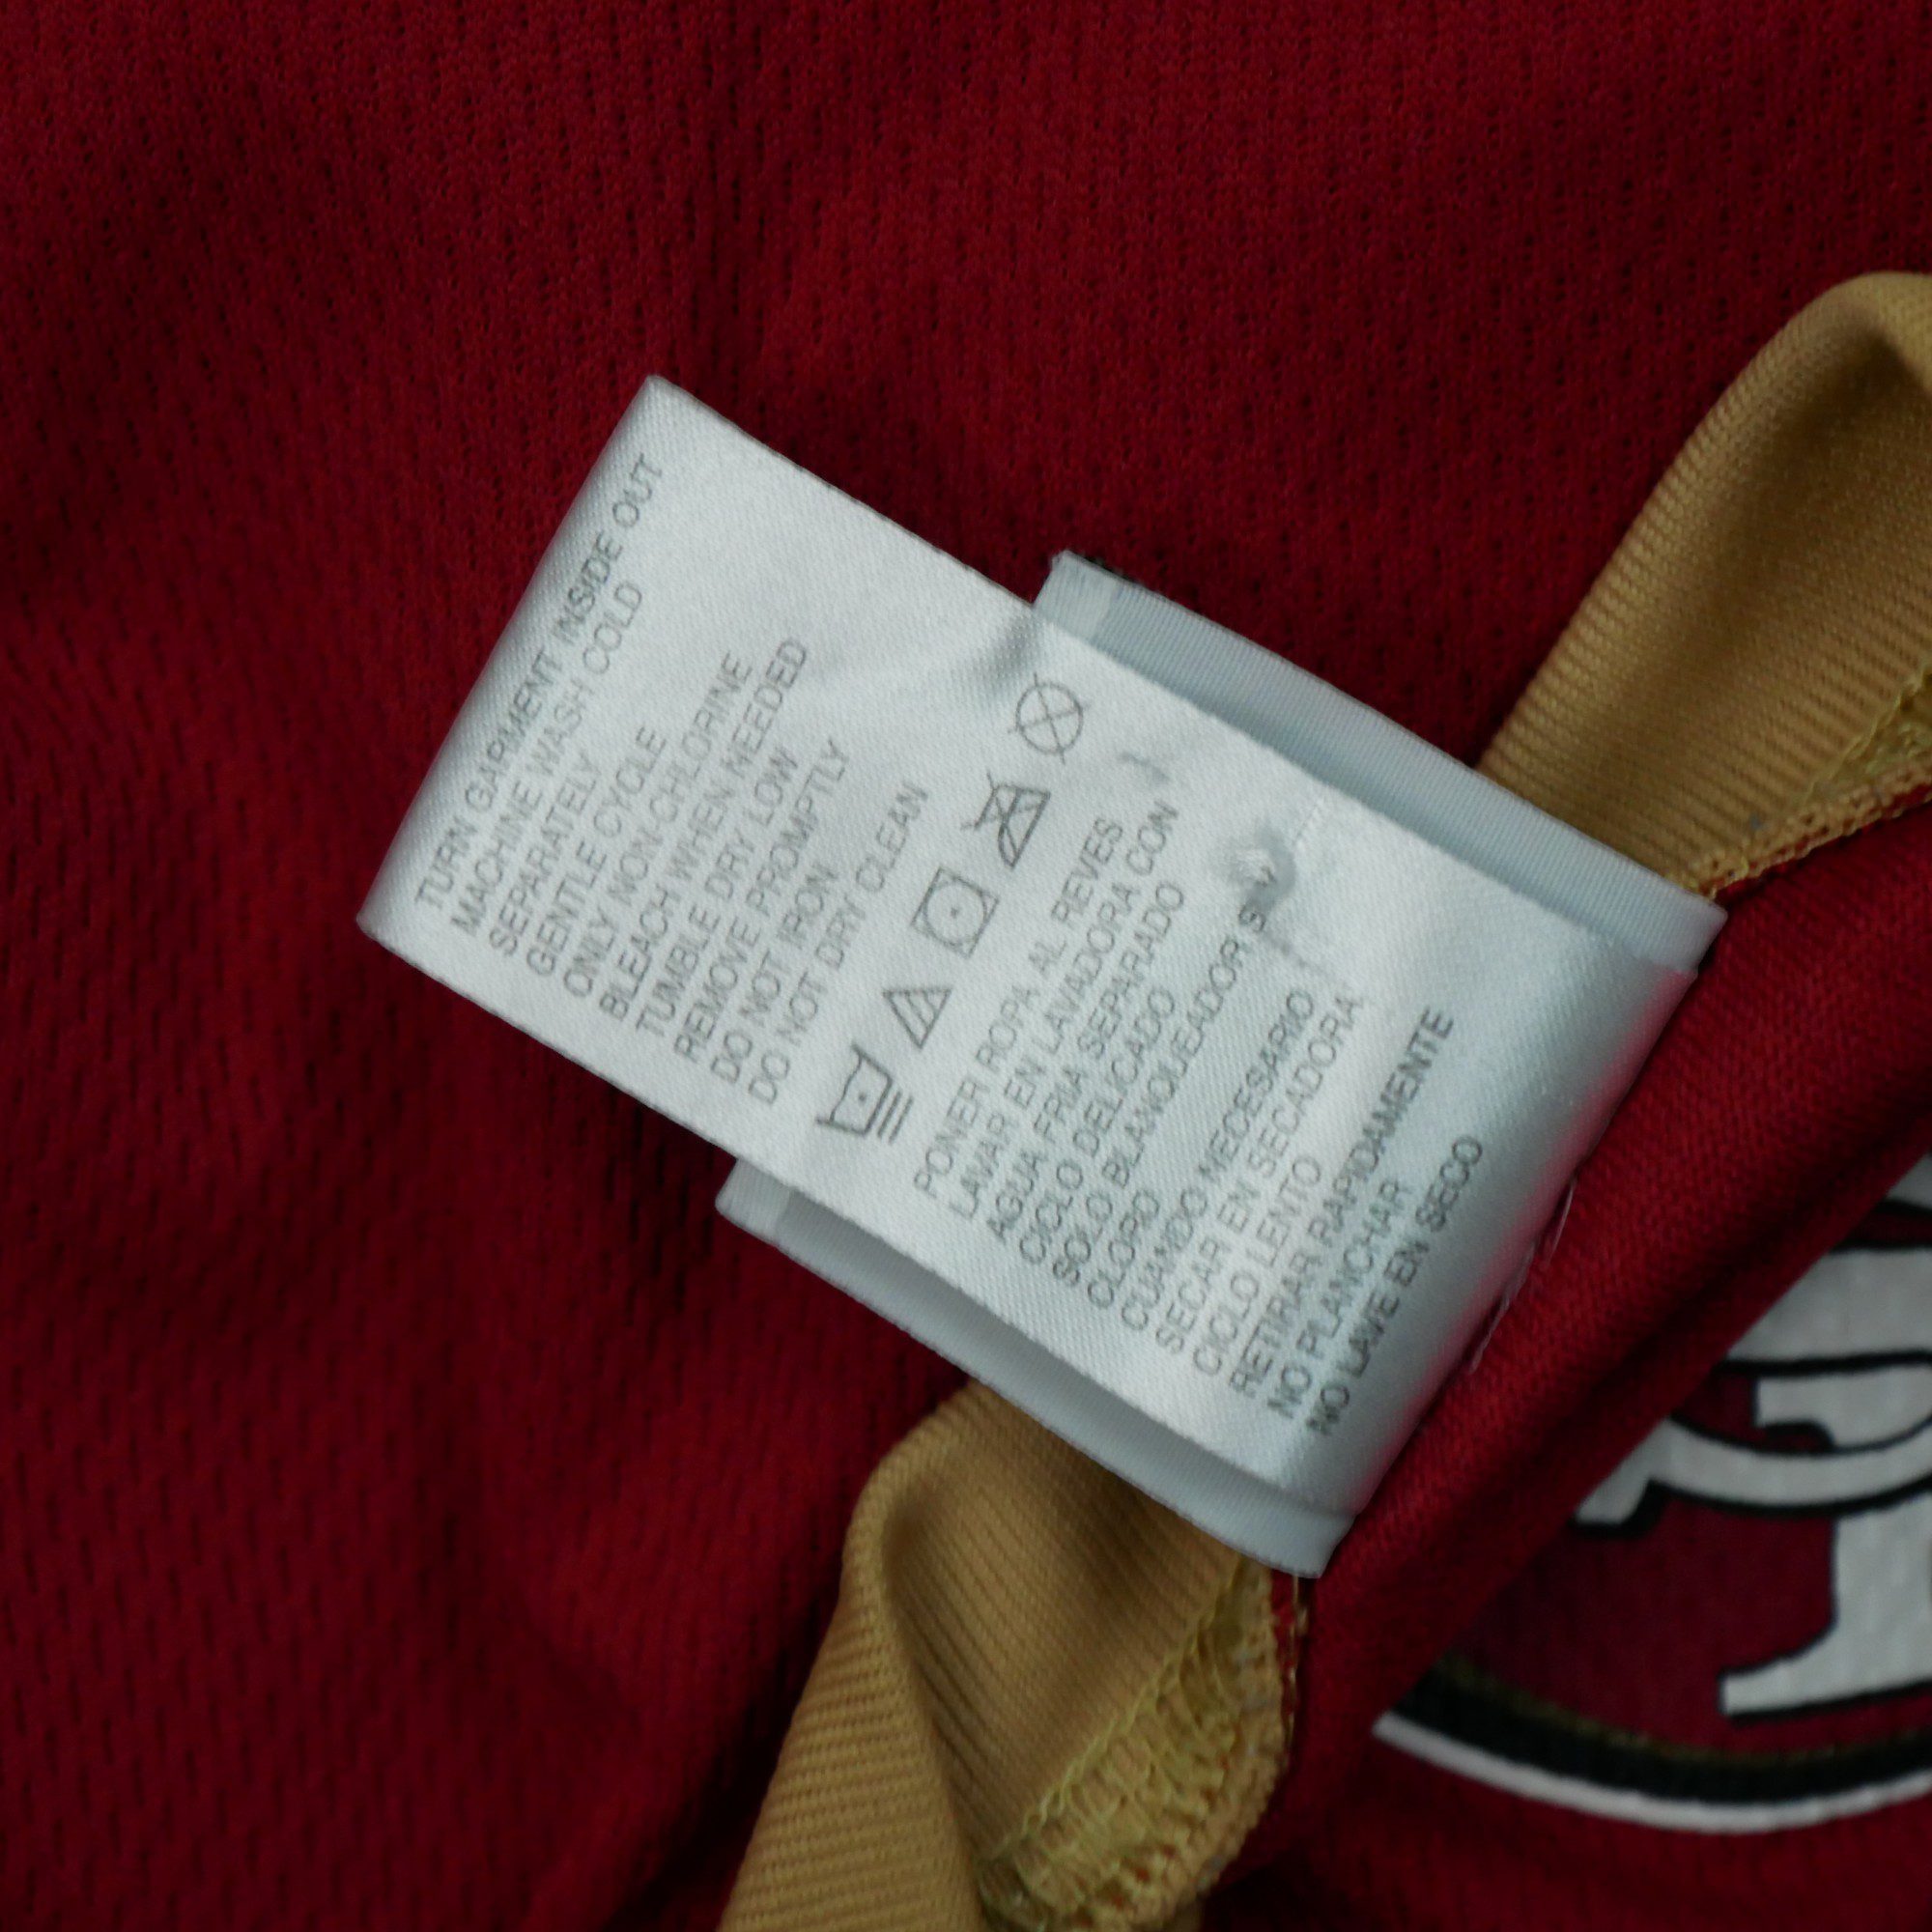 TURN GARMENT INSIDE OUT
MACHINE WASH COLD
SEPARATELY
GENTLE CYCLE
ONLY NON-CHLORINE
BLEACH WHEN NEEDED
TUMBLE DRY LOW
REMOVE PROMPTLY
DO NOT IRON
DO NOT DRY CLEAN
PONER ROPA AL REVES
LAVAR EN LAVADORA CON
AGUA FRIA SEPARADO
CICLO DELICADO
SOLO BLANQUEADOR
CLORO
CUANDO NECESARIO
SECAR EN SECADORA
CICLO LENTO
RETIRAR RAPIDAMENTE
NO PLANCHAR
NO LAVE EN SECO